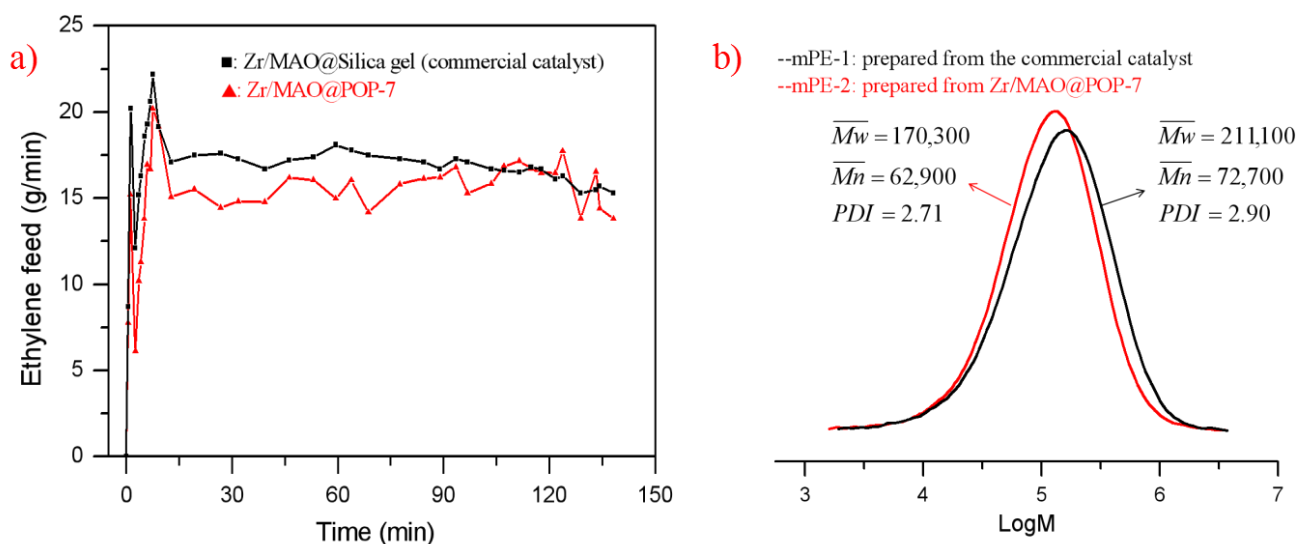 a)
25
20
15
10
5
0
Ethylene feed (g/min)
■: Zr/MAO@Silica gel (commercial catalyst)
▲: Zr/MAO@POP-7
0 30 60 90 120 150
Time (min)
b)
--mPE-1: prepared from the commercial catalyst
--mPE-2: prepared from Zr/MAO@POP-7
Mw = 170,300
Mn = 62,900
PDI = 2.71
Mw = 211,100
Mn = 72,700
PDI = 2.90
3 4 5 6 7
LogM